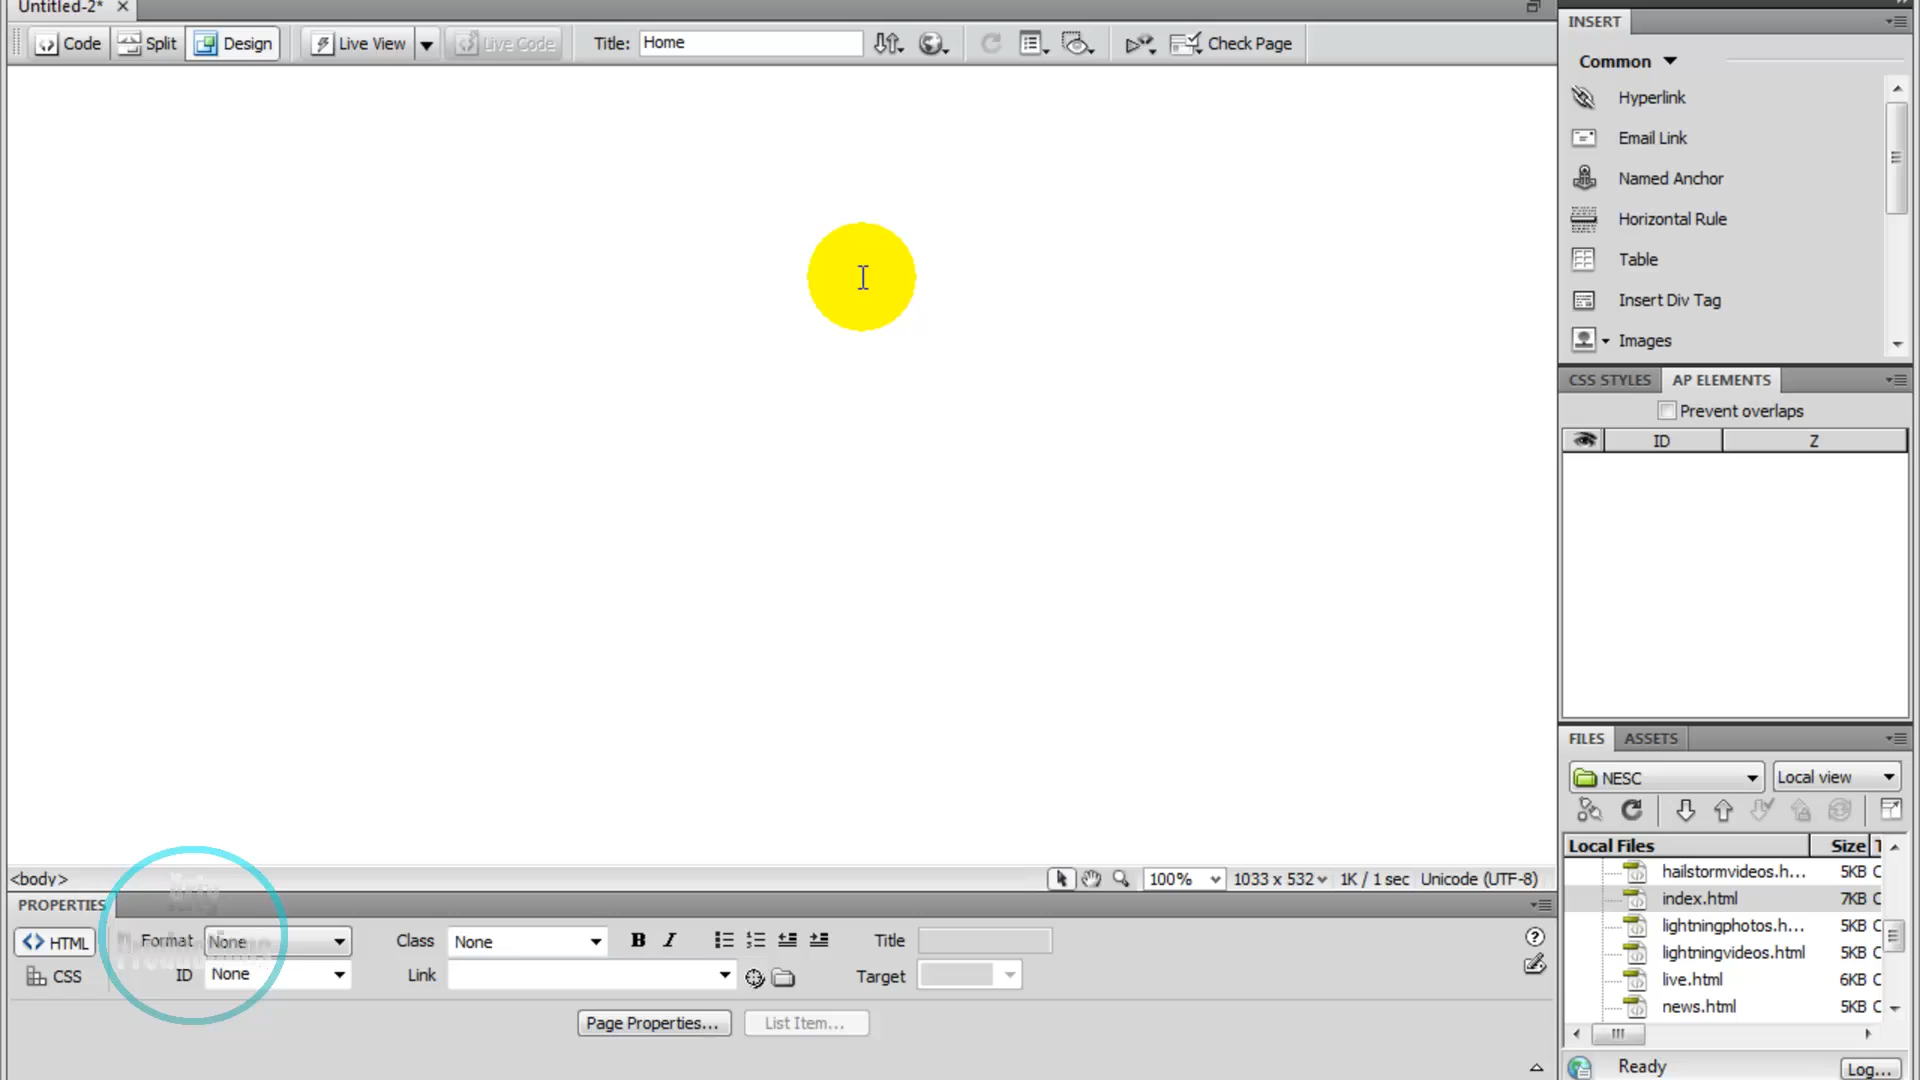 Untitled-2*
Code Split Design Live View Live Code Title: Home Check Page
INSERT
Common
Hyperlink
Email Link
Named Anchor
Horizontal Rule
Table
Insert Div Tag
Images
CSS STYLES AP ELEMENTS
Prevent overlaps
ID Z
FILES ASSETS
NESC Local view
Local Files Size T
hailstormvideos.h... 5KB C
index.html 7KB C
lightningphotos.h... 5KB C
lightningvideos.html 5KB C
live.html 6KB C
news.html 5KB C
Ready Log...
<body> 100% 1033 x 532 1K / 1 sec Unicode (UTF-8)
PROPERTIES
<> HTML Format None Class None B I Title
CSS ID None Link Target
Page Properties... List Item...